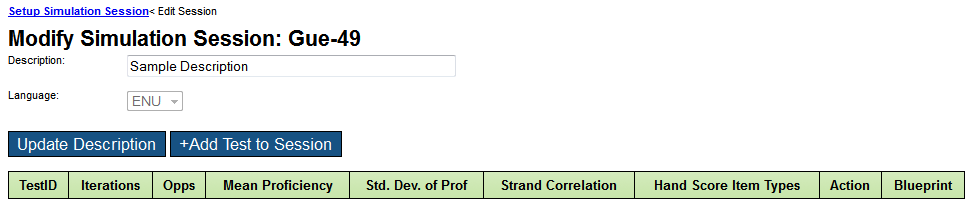 Setup Simulation Session< Edit Session
Modify Simulation Session: Gue-49
Description: Sample Description
Language: ENU
Update Description +Add Test to Session
TestID Iterations Opps Mean Proficiency Std. Dev. of Prof Strand Correlation Hand Score Item Types Action Blueprint